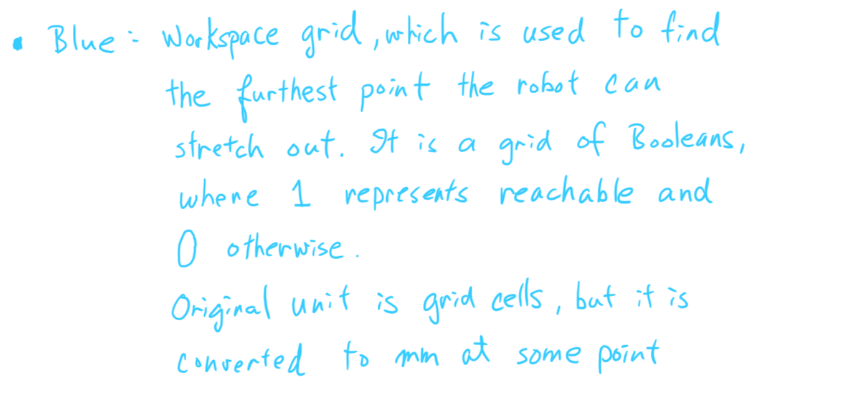 • Blue: Workspace grid, which is used to find
the furthest point the robot can
stretch out. It is a grid of Booleans,
where 1 represents reachable and
0 otherwise.
Original unit is grid cells, but it is
converted to mm at some point